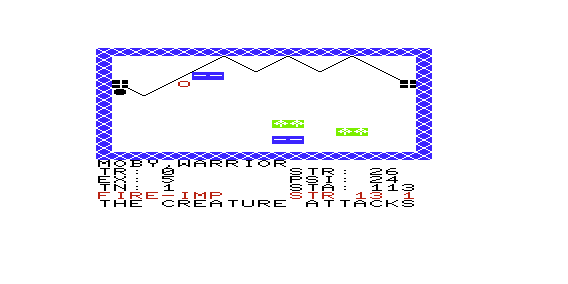 MOBY,WARRIOR
TR: 0 STR: 26
EX: 5 PSI: 24
TN: 1 STA: 113
FIRE-IMP STR 13 1
THE CREATURE ATTACKS